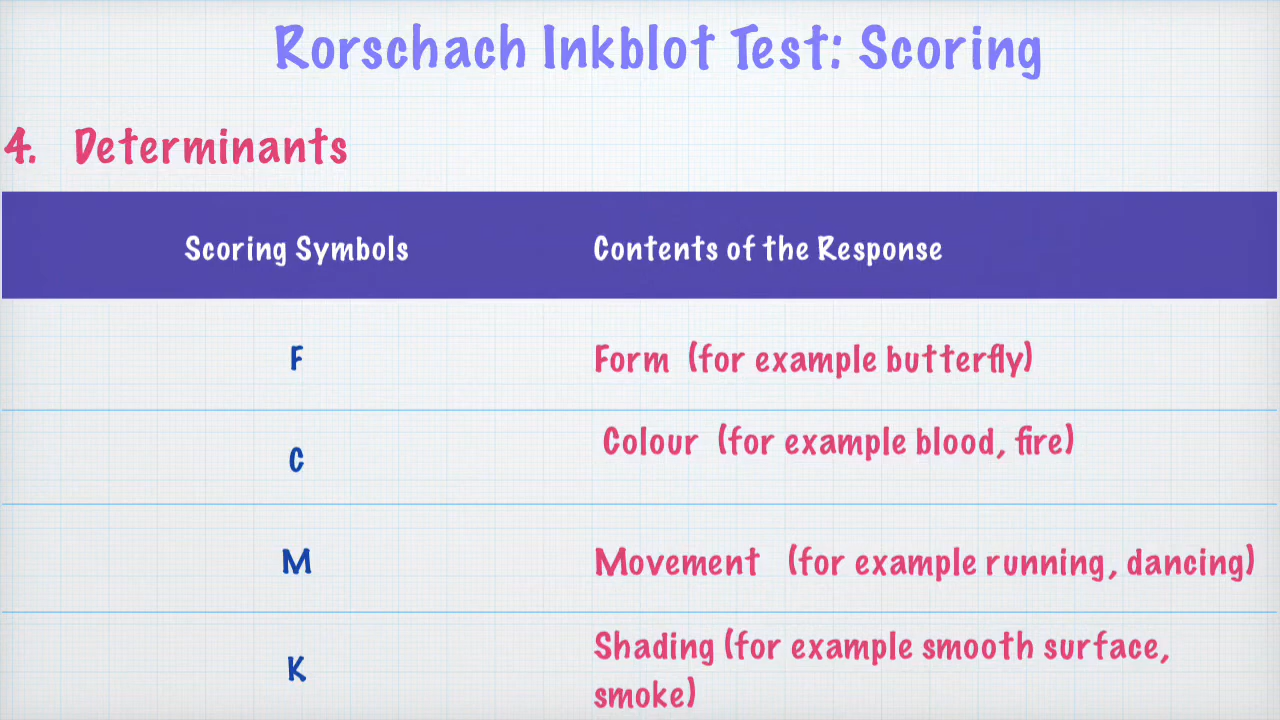 Rorschach Inkblot Test: Scoring
4. Determinants
Scoring Symbols Contents of the Response
F Form (for example butterfly)
C Colour (for example blood, fire)
M Movement (for example running, dancing)
K Shading (for example smooth surface,
smoke)